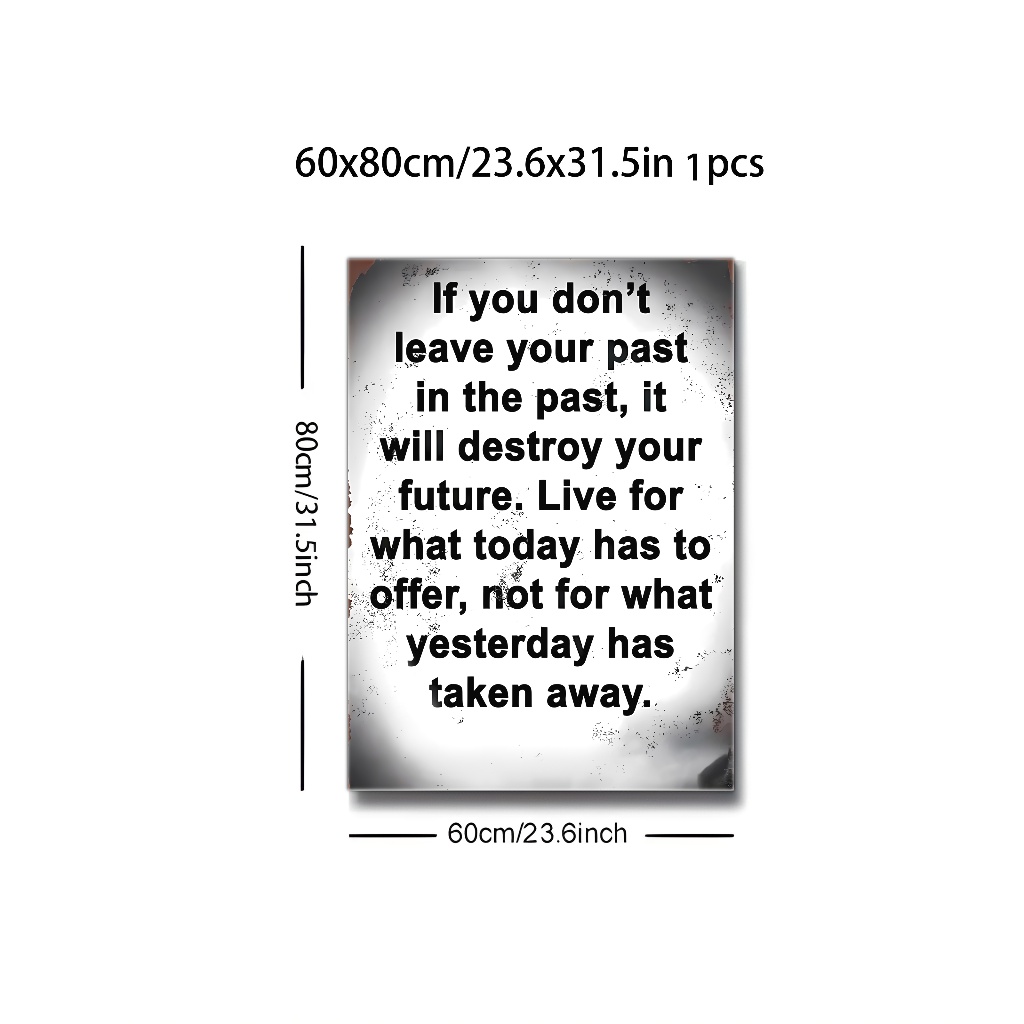 60x80cm/23.6x31.5in 1pcs
If you don’t
leave your past
in the past, it
will destroy your
future. Live for
what today has to
offer, not for what
yesterday has
taken away.
80cm/31.5inch
60cm/23.6inch